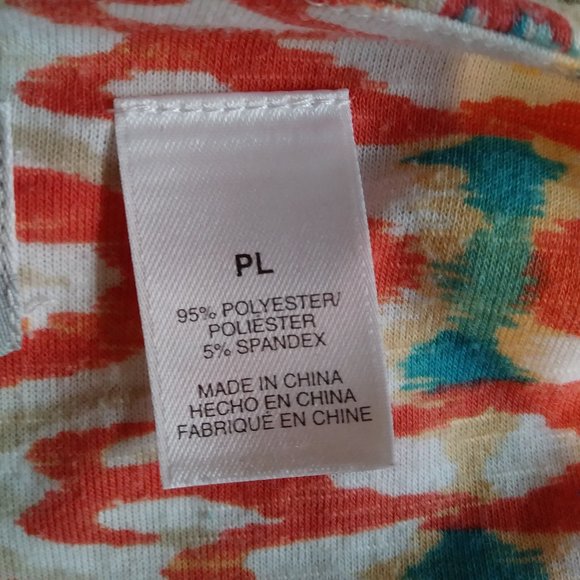 PL
95% POLYESTER/
POLIÉSTER
5% SPANDEX
MADE IN CHINA
HECHO EN CHINA
FABRIQUÉ EN CHINE